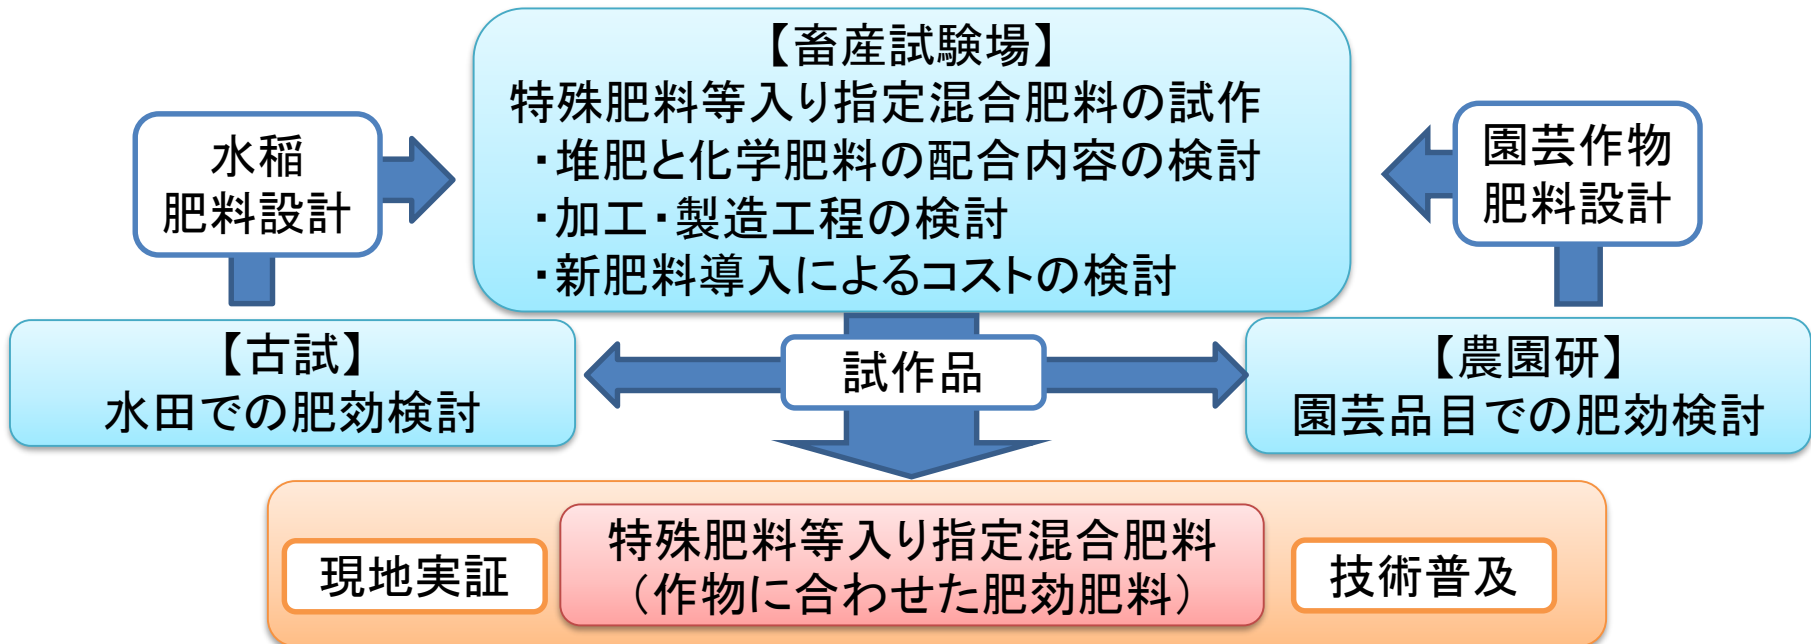 【畜産試験場】
特殊肥料等入り指定混合肥料の試作
・堆肥と化学肥料の配合内容の検討
・加工・製造工程の検討
・新肥料導入によるコストの検討
水稲
肥料設計
園芸作物
肥料設計
【古試】
水田での肥効検討
試作品
【農園研】
園芸品目での肥効検討
現地実証
特殊肥料等入り指定混合肥料
（作物に合わせた肥効肥料）
技術普及